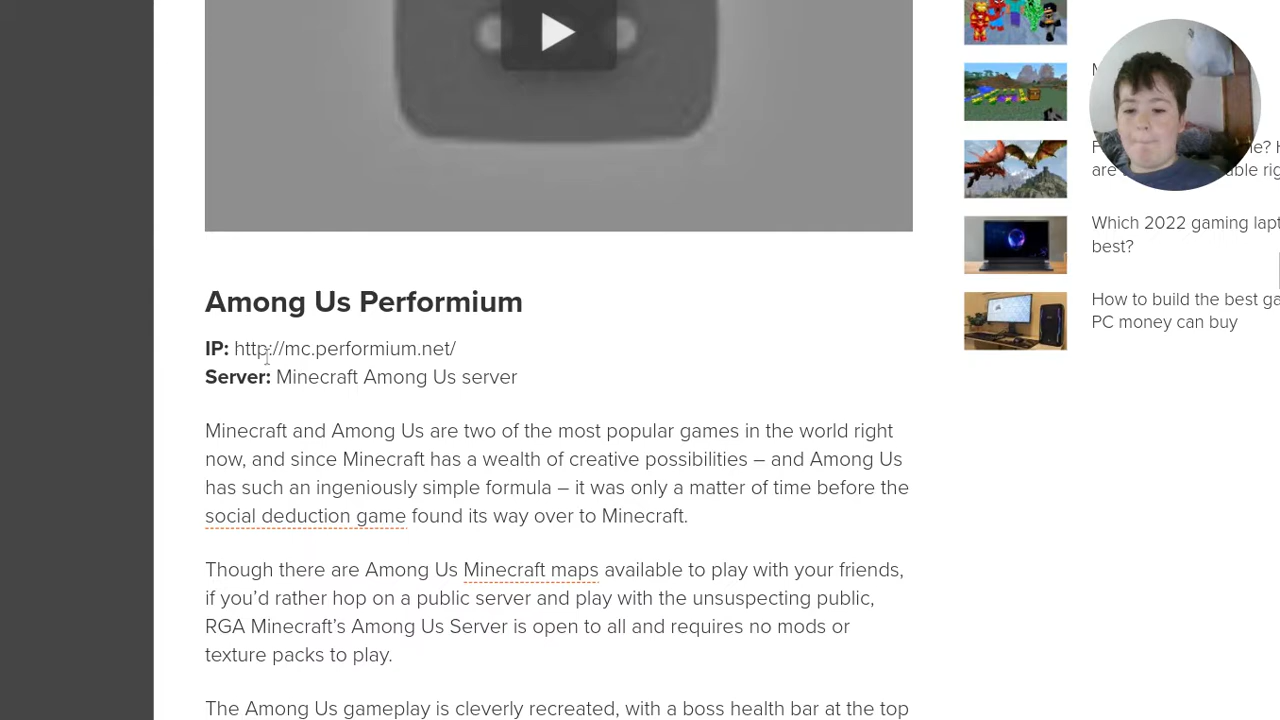 Among Us Performium
IP: http://mc.performium.net/
Server: Minecraft Among Us server
Minecraft and Among Us are two of the most popular games in the world right
now, and since Minecraft has a wealth of creative possibilities – and Among Us
has such an ingeniously simple formula – it was only a matter of time before the
social deduction game found its way over to Minecraft.
Though there are Among Us Minecraft maps available to play with your friends,
if you’d rather hop on a public server and play with the unsuspecting public,
RGA Minecraft’s Among Us Server is open to all and requires no mods or
texture packs to play.
The Among Us gameplay is cleverly recreated, with a boss health bar at the top
are
Which 2022 gaming
best?
How to build the best
PC money can buy